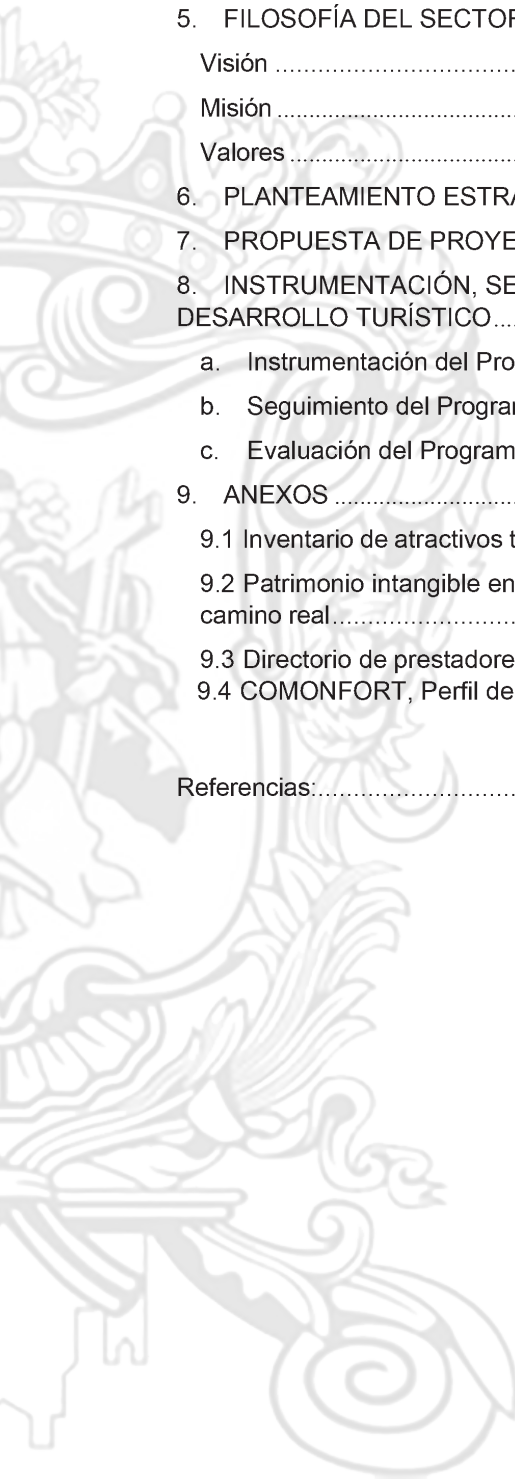 5. FILOSOFÍA DEL SECTOR
Visión ....................................
Misión ....................................
Valores ..................................
6. PLANTEAMIENTO ESTRA
7. PROPUESTA DE PROYE
8. INSTRUMENTACIÓN, SE
DESARROLLO TURÍSTICO....
a. Instrumentación del Pro
b. Seguimiento del Progra
c. Evaluación del Program
9. ANEXOS ............................
9.1 Inventario de atractivos t
9.2 Patrimonio intangible en
camino real............................
9.3 Directorio de prestadore
9.4 COMONFORT, Perfil de
Referencias:..............................